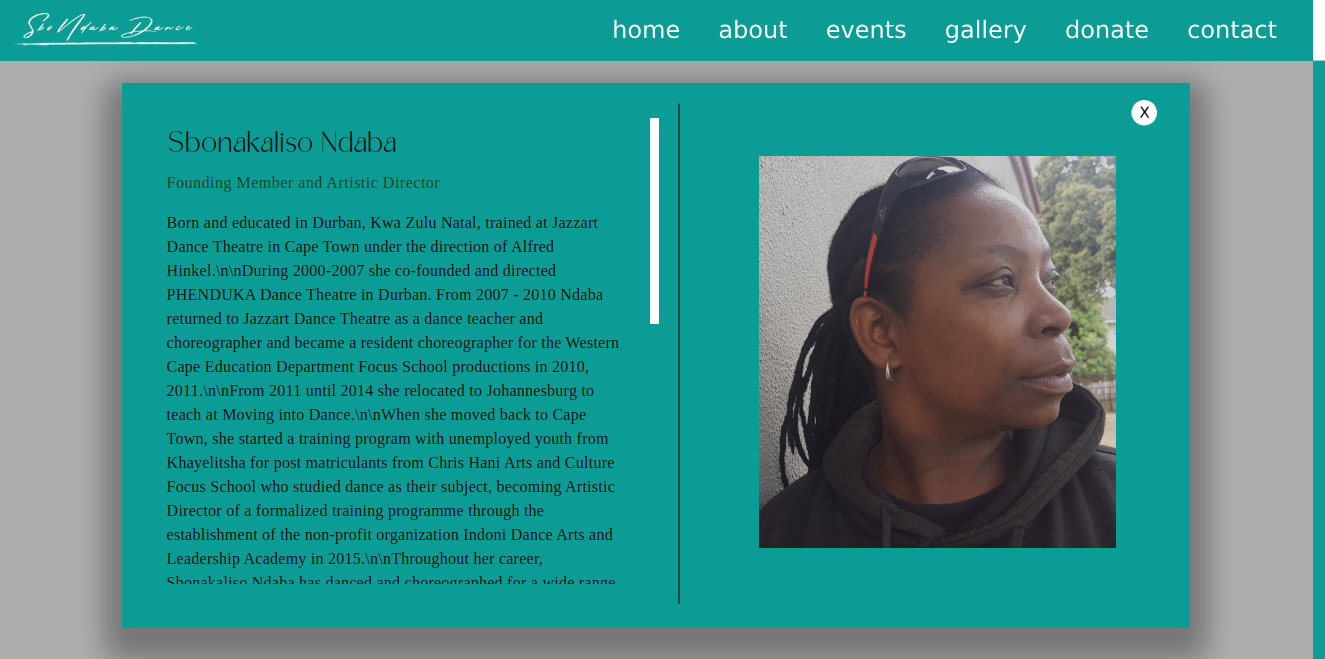 Sbo Ndaba Dance
home about events gallery donate contact
X
Sbonakaliso Ndaba
Founding Member and Artistic Director
Born and educated in Durban, Kwa Zulu Natal, trained at Jazzart
Dance Theatre in Cape Town under the direction of Alfred
Hinkel.\n\nDuring 2000-2007 she co-founded and directed
PHENDUKA Dance Theatre in Durban. From 2007 - 2010 Ndaba
returned to Jazzart Dance Theatre as a dance teacher and
choreographer and became a resident choreographer for the Western
Cape Education Department Focus School productions in 2010,
2011.\n\nFrom 2011 until 2014 she relocated to Johannesburg to
teach at Moving into Dance.\n\nWhen she moved back to Cape
Town, she started a training program with unemployed youth from
Khayelitsha for post matriculants from Chris Hani Arts and Culture
Focus School who studied dance as their subject, becoming Artistic
Director of a formalized training programme through the
establishment of the non-profit organization Indoni Dance Arts and
Leadership Academy in 2015.\n\nThroughout her career,
Sbonakaliso Ndaba has danced and choreographed for a wide range